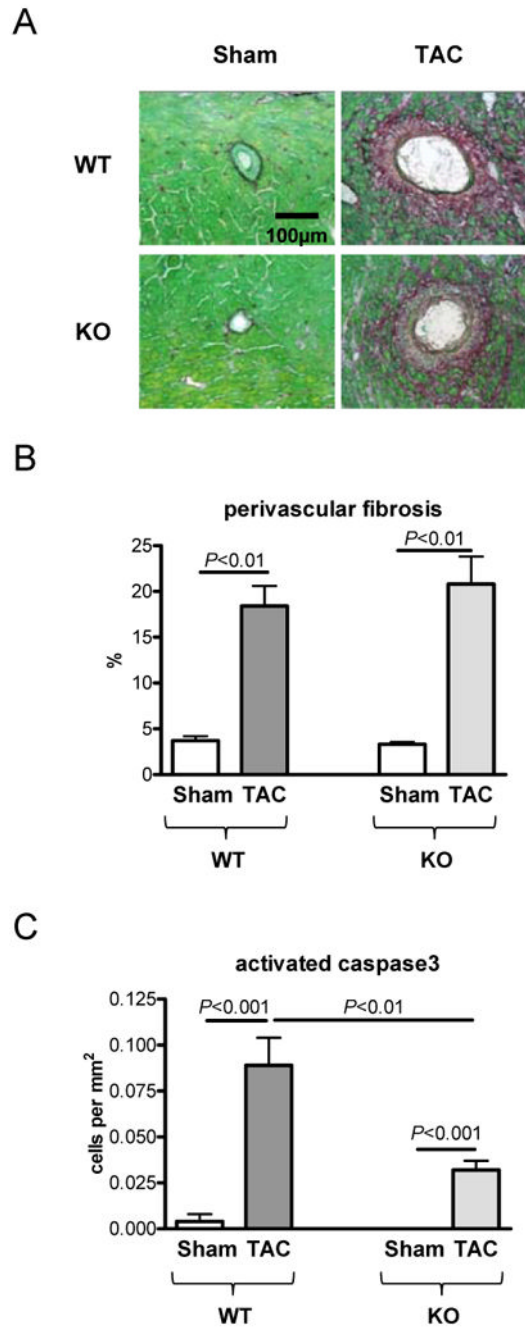 A
Sham TAC
WT
100µm
KO
B
perivascular fibrosis
P<0.01
P<0.01
25
20
15
10
5
0
%
Sham TAC Sham TAC
WT KO
C
activated caspase3
0.125
0.100
0.075
0.050
0.025
0.000
cells per mm²
P<0.001
P<0.01
P<0.001
Sham TAC Sham TAC
WT KO